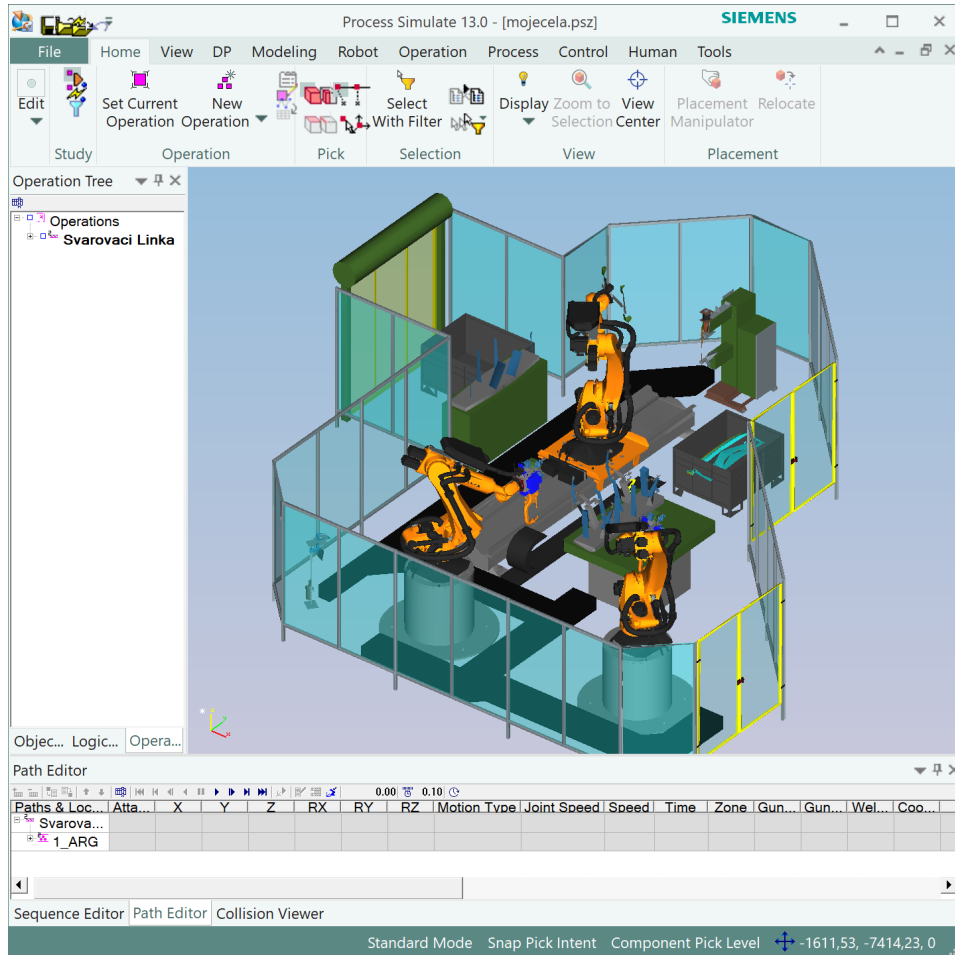 Process Simulate 13.0 - [mojecela.psz]
SIEMENS
File Home View DP Modeling Robot Operation Process Control Human Tools
Edit
Set Current Operation
New Operation
Select With Filter
Display
Zoom to Selection
View Center
Placement Manipulator
Relocate
Study Operation Pick Selection View Placement
Operation Tree
Operations
Svarovaci Linka
Objec... Logic... Opera...
Path Editor
0.00 0.10
Paths & Loc... Atta... X Y Z RX RY RZ Motion Type Joint Speed Speed Time Zone Gun... Gun... Wel... Coo...
Svarova...
1_ARG
Sequence Editor Path Editor Collision Viewer
Standard Mode Snap Pick Intent Component Pick Level -1611,53, -7414,23, 0